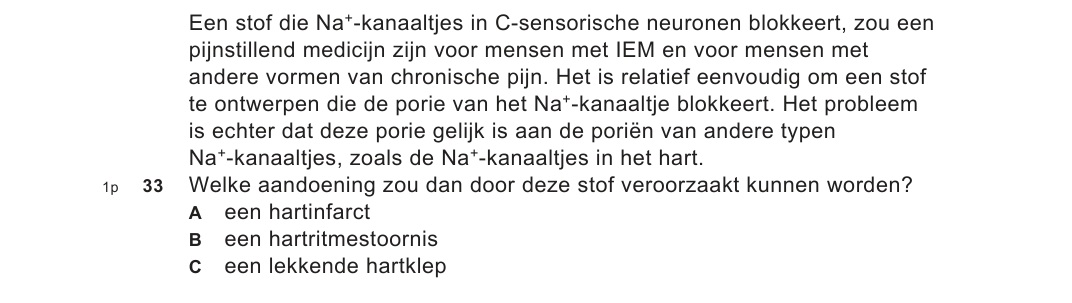 Een stof die Na⁺-kanaaltjes in C-sensorische neuronen blokkeert, zou een
pijnstillend medicijn zijn voor mensen met IEM en voor mensen met
andere vormen van chronische pijn. Het is relatief eenvoudig om een stof
te ontwerpen die de porie van het Na⁺-kanaaltje blokkeert. Het probleem
is echter dat deze porie gelijk is aan de poriën van andere typen
Na⁺-kanaaltjes, zoals de Na⁺-kanaaltjes in het hart.
1p 33 Welke aandoening zou dan door deze stof veroorzaakt kunnen worden?
A een hartinfarct
B een hartritmestoornis
C een lekkende hartklep